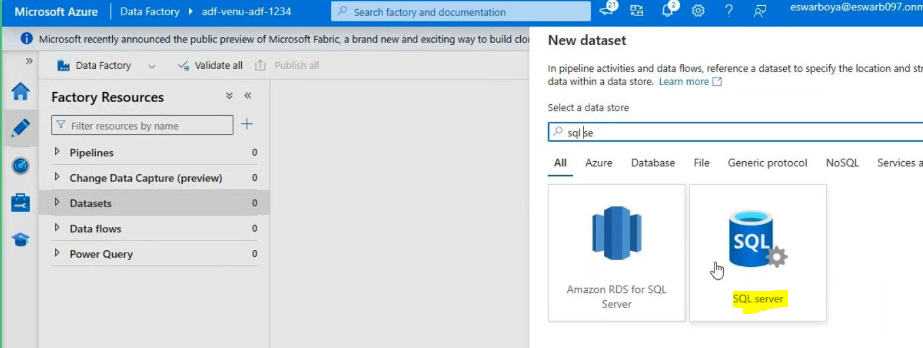 Microsoft Azure | Data Factory ▸ adf-venu-adf-1234
Search factory and documentation
21
2
eswarboya@eswarb097.onm
Microsoft recently announced the public preview of Microsoft Fabric, a brand new and exciting way to build
Data Factory
Validate all
Publish all
Factory Resources
Filter resources by name
Pipelines 0
Change Data Capture (preview) 0
Datasets 0
Data flows 0
Power Query 0
New dataset
In pipeline activities and data flows, reference a dataset to specify the location and
data within a data store. Learn more
Select a data store
sql se
All Azure Database File Generic protocol NoSQL Services
Amazon RDS for SQL
Server
SQL
SQL server